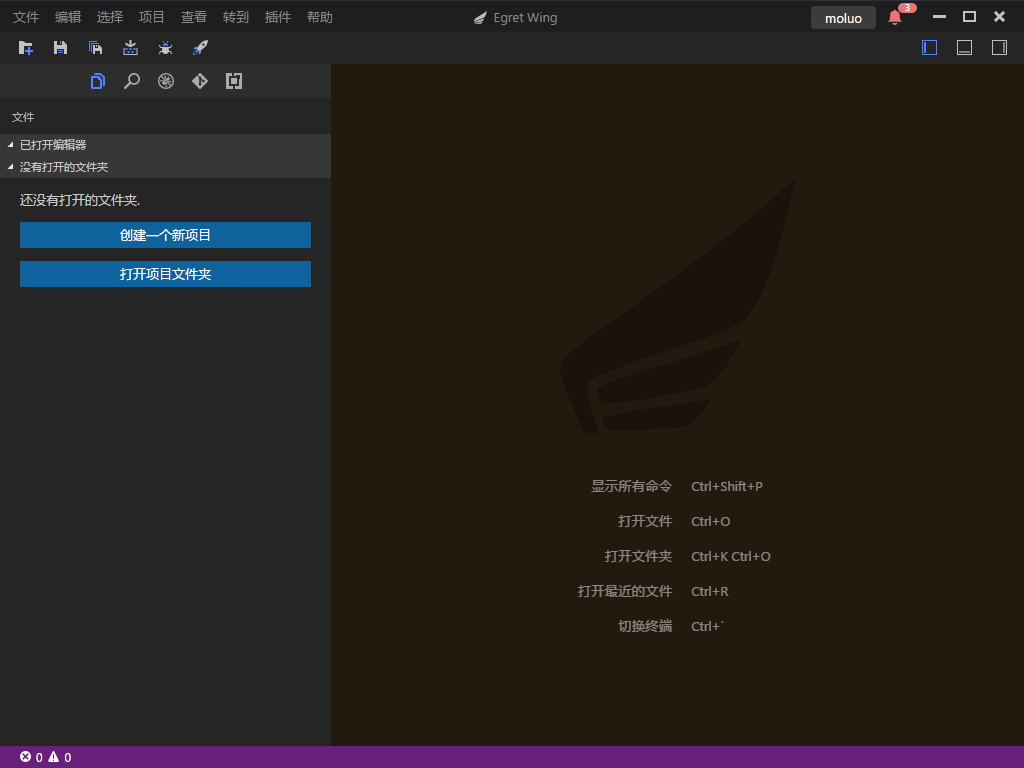 文件 编辑 选择 项目 查看 转到 插件 帮助 Egret Wing moluo 3
文件
已打开编辑器
没有打开的文件夹
还没有打开的文件夹.
创建一个新项目
打开项目文件夹
显示所有命令 Ctrl+Shift+P
打开文件 Ctrl+O
打开文件夹 Ctrl+K Ctrl+O
打开最近的文件 Ctrl+R
切换终端 Ctrl+`
0 0